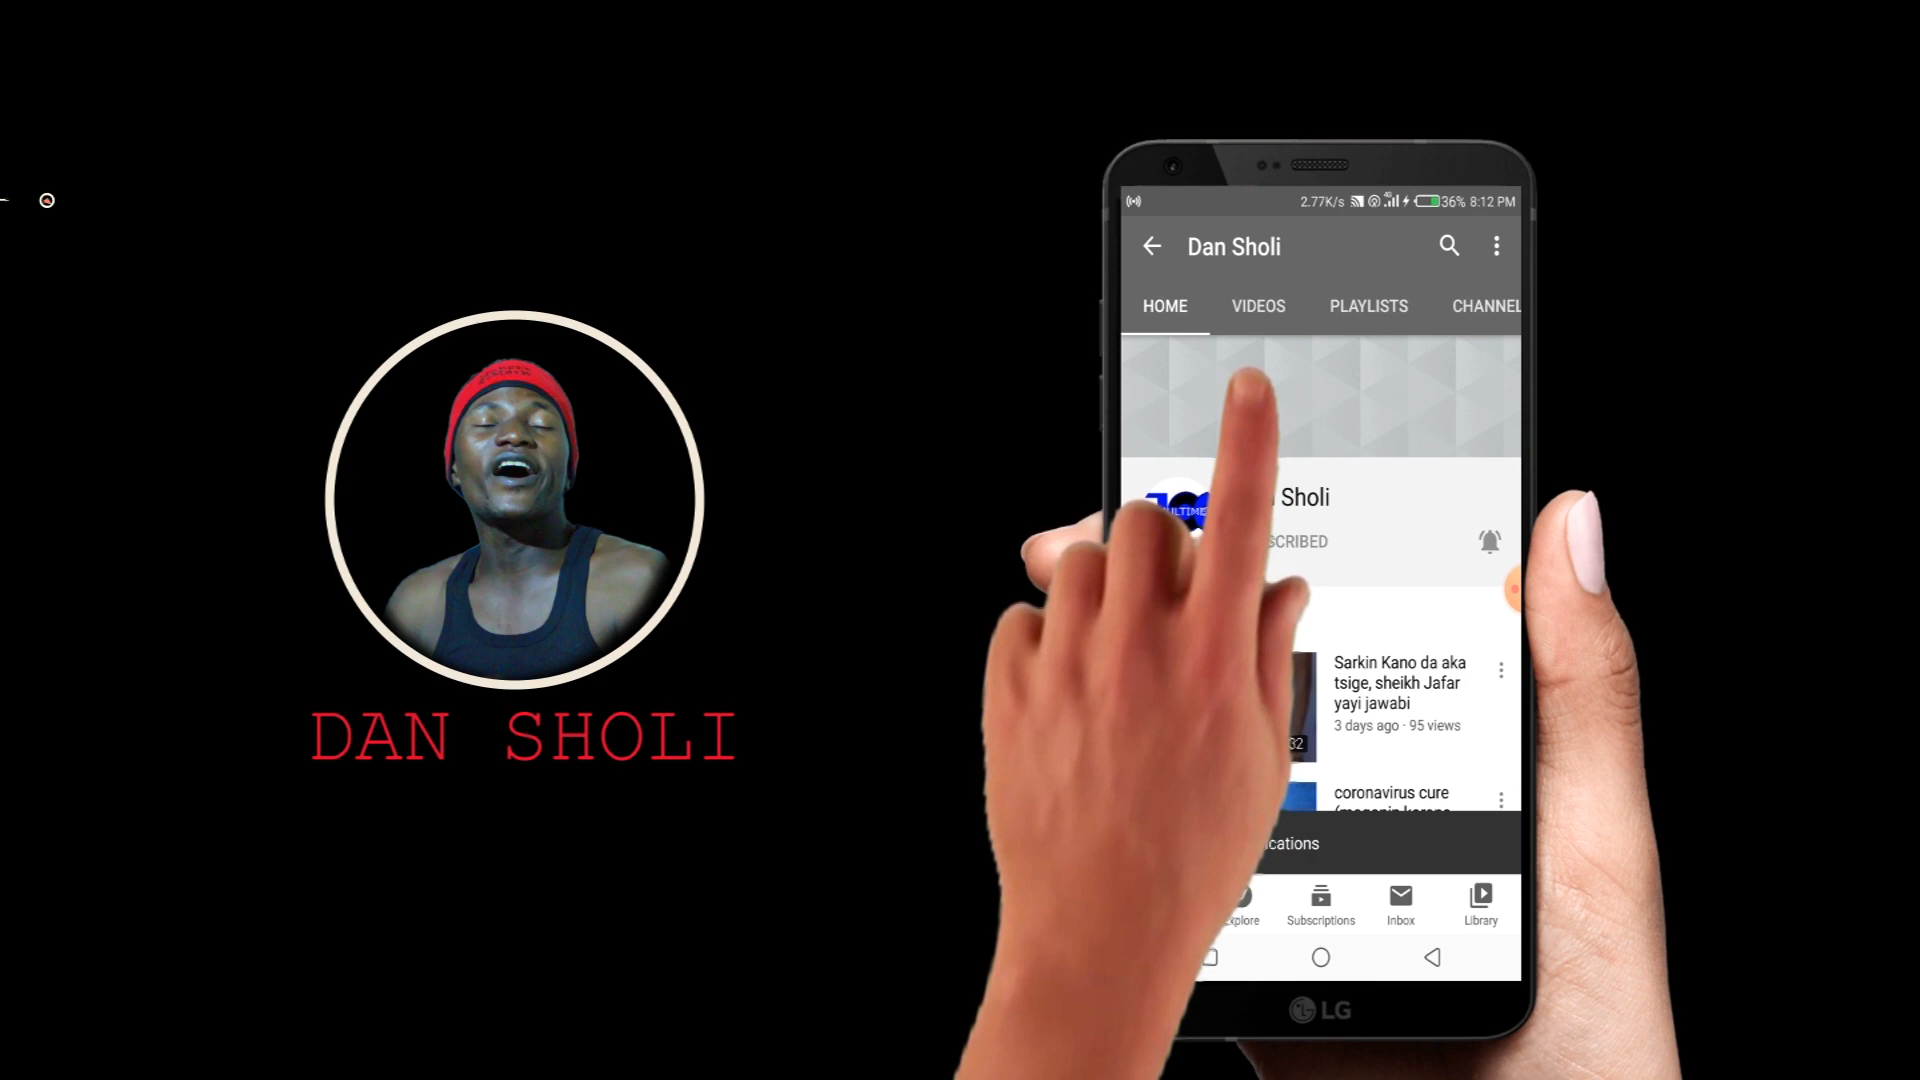 2.77K/s 4G 36% 8:12 PM
Dan Sholi
HOME VIDEOS PLAYLISTS CHANNEL
Sholi
SCRIBED
Sarkin Kano da aka
tsige, sheikh Jafar
yayi jawabi
3 days ago · 95 views
32
coronavirus cure
cations
plore Subscriptions Inbox Library
LG
DAN SHOLI